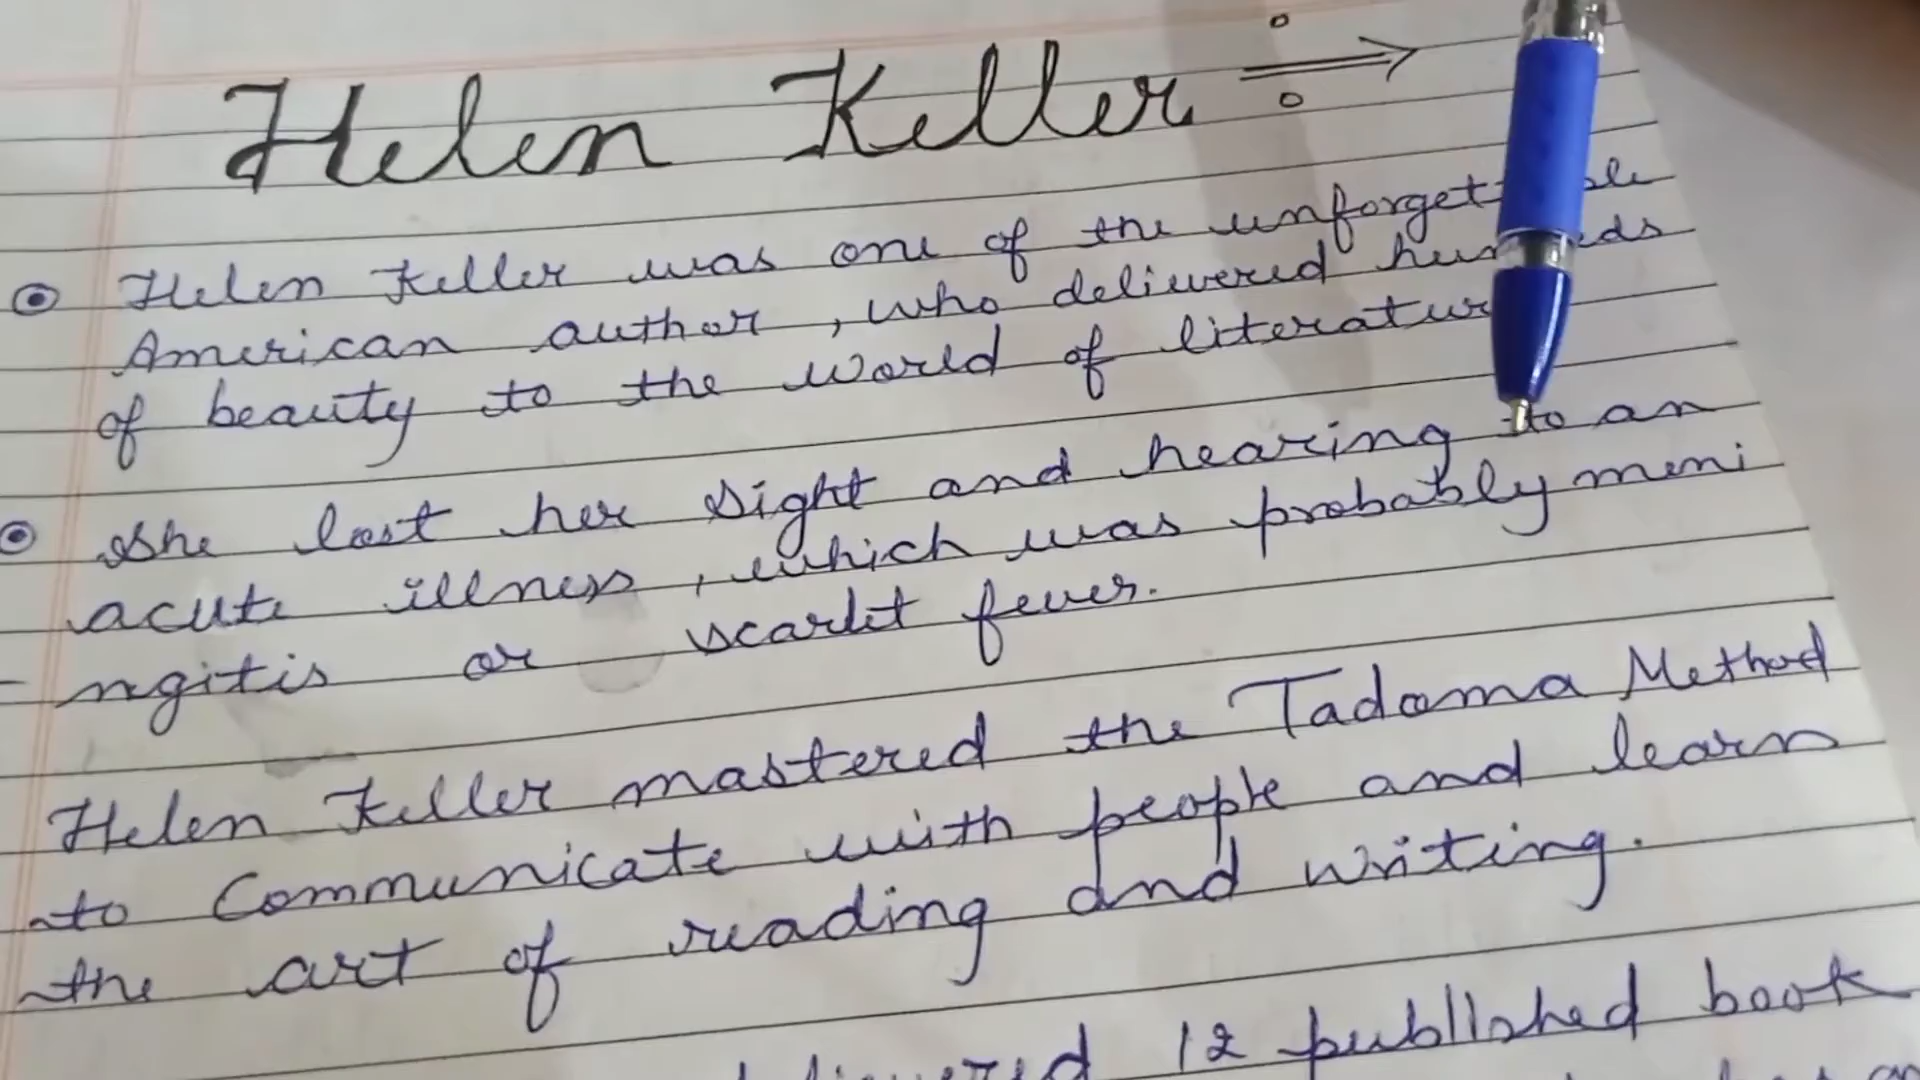 Helen Keller
Helen Keller was one of the
American author, who delivered
of beauty to the world of literature
She lost her sight and hearing to an
acute illness, which was probably meni
-ngitis or scarlet fever.
Helen Keller mastered the Tadoma Method
to Communicate with people and learn
the art of reading and writing.
12 published book